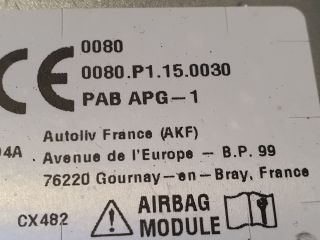 CE 0080
0080.P1.15.0030
PAB APG-1
Autoliv France (AKF)
4A Avenue de l'Europe - B.P. 99
76220 Gournay-en-Bray, France
CX482 AIRBAG
MODULE